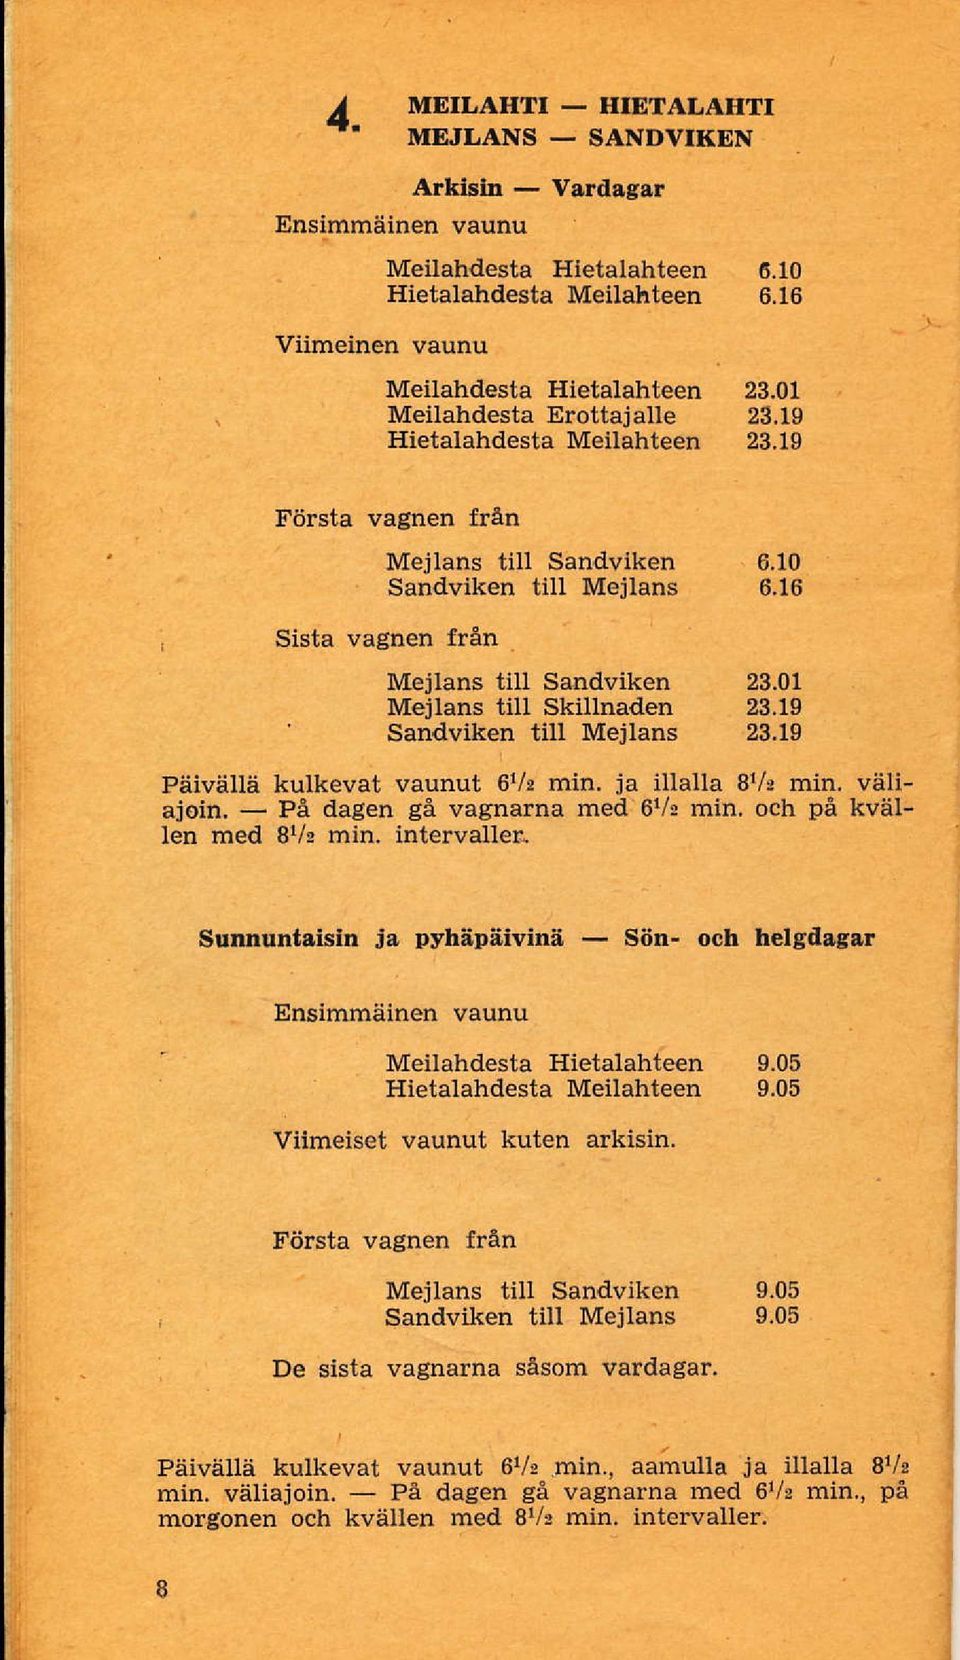 4. MEILAHTI — HIETALAHTI
MEJLANS — SANDVIKEN
Arkisin — Vardagar
Ensimmäinen vaunu
Meilahdesta Hietalahteen 6.10
Hietalahdesta Meilahteen 6.16
Viimeinen vaunu
Meilahdesta Hietalahteen 23.01
Meilahdesta Erottajalle 23.19
Hietalahdesta Meilahteen 23.19
Första vagnen från
Mejlans till Sandviken 6.10
Sandviken till Mejlans 6.16
Sista vagnen från
Mejlans till Sandviken 23.01
Mejlans till Skillnaden 23.19
Sandviken till Mejlans 23.19
Päivällä kulkevat vaunut 6¹/₂ min. ja illalla 8¹/₂ min. väli-
ajoin. — På dagen gå vagnarna med 6¹/₂ min. och på kväl-
len med 8¹/₂ min. intervaller.
Sunnuntaisin ja pyhäpäivinä — Sön- och helgdagar
Ensimmäinen vaunu
Meilahdesta Hietalahteen 9.05
Hietalahdesta Meilahteen 9.05
Viimeiset vaunut kuten arkisin.
Första vagnen från
Mejlans till Sandviken 9.05
Sandviken till Mejlans 9.05
De sista vagnarna såsom vardagar.
Päivällä kulkevat vaunut 6¹/₂ min., aamulla ja illalla 8¹/₂
min. väliajoin. — På dagen gå vagnarna med 6¹/₂ min., på
morgonen och kvällen med 8¹/₂ min. intervaller.
8